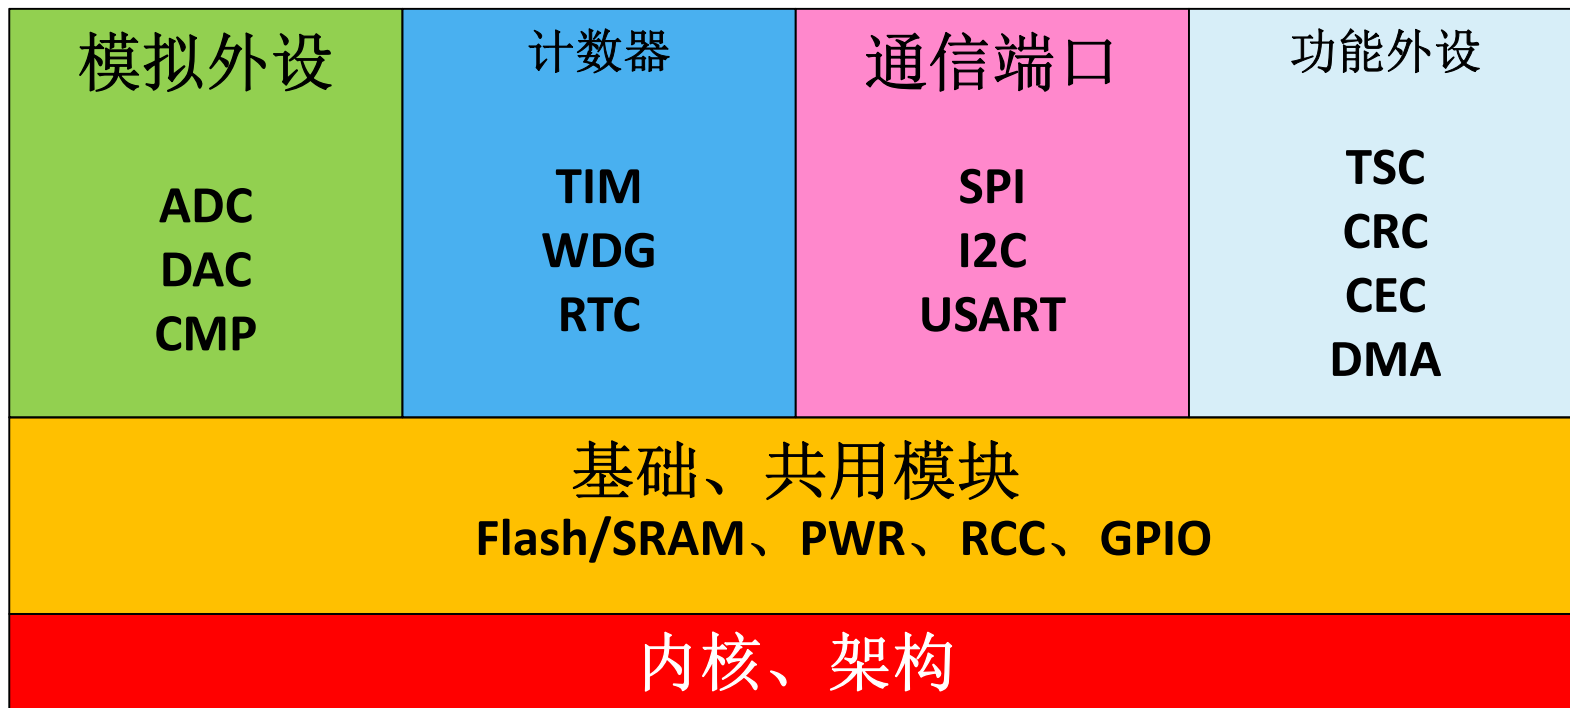 模拟外设
ADC
DAC
CMP
计数器
TIM
WDG
RTC
通信端口
SPI
I2C
USART
功能外设
TSC
CRC
CEC
DMA
基础、共用模块
Flash/SRAM、PWR、RCC、GPIO
内核、架构